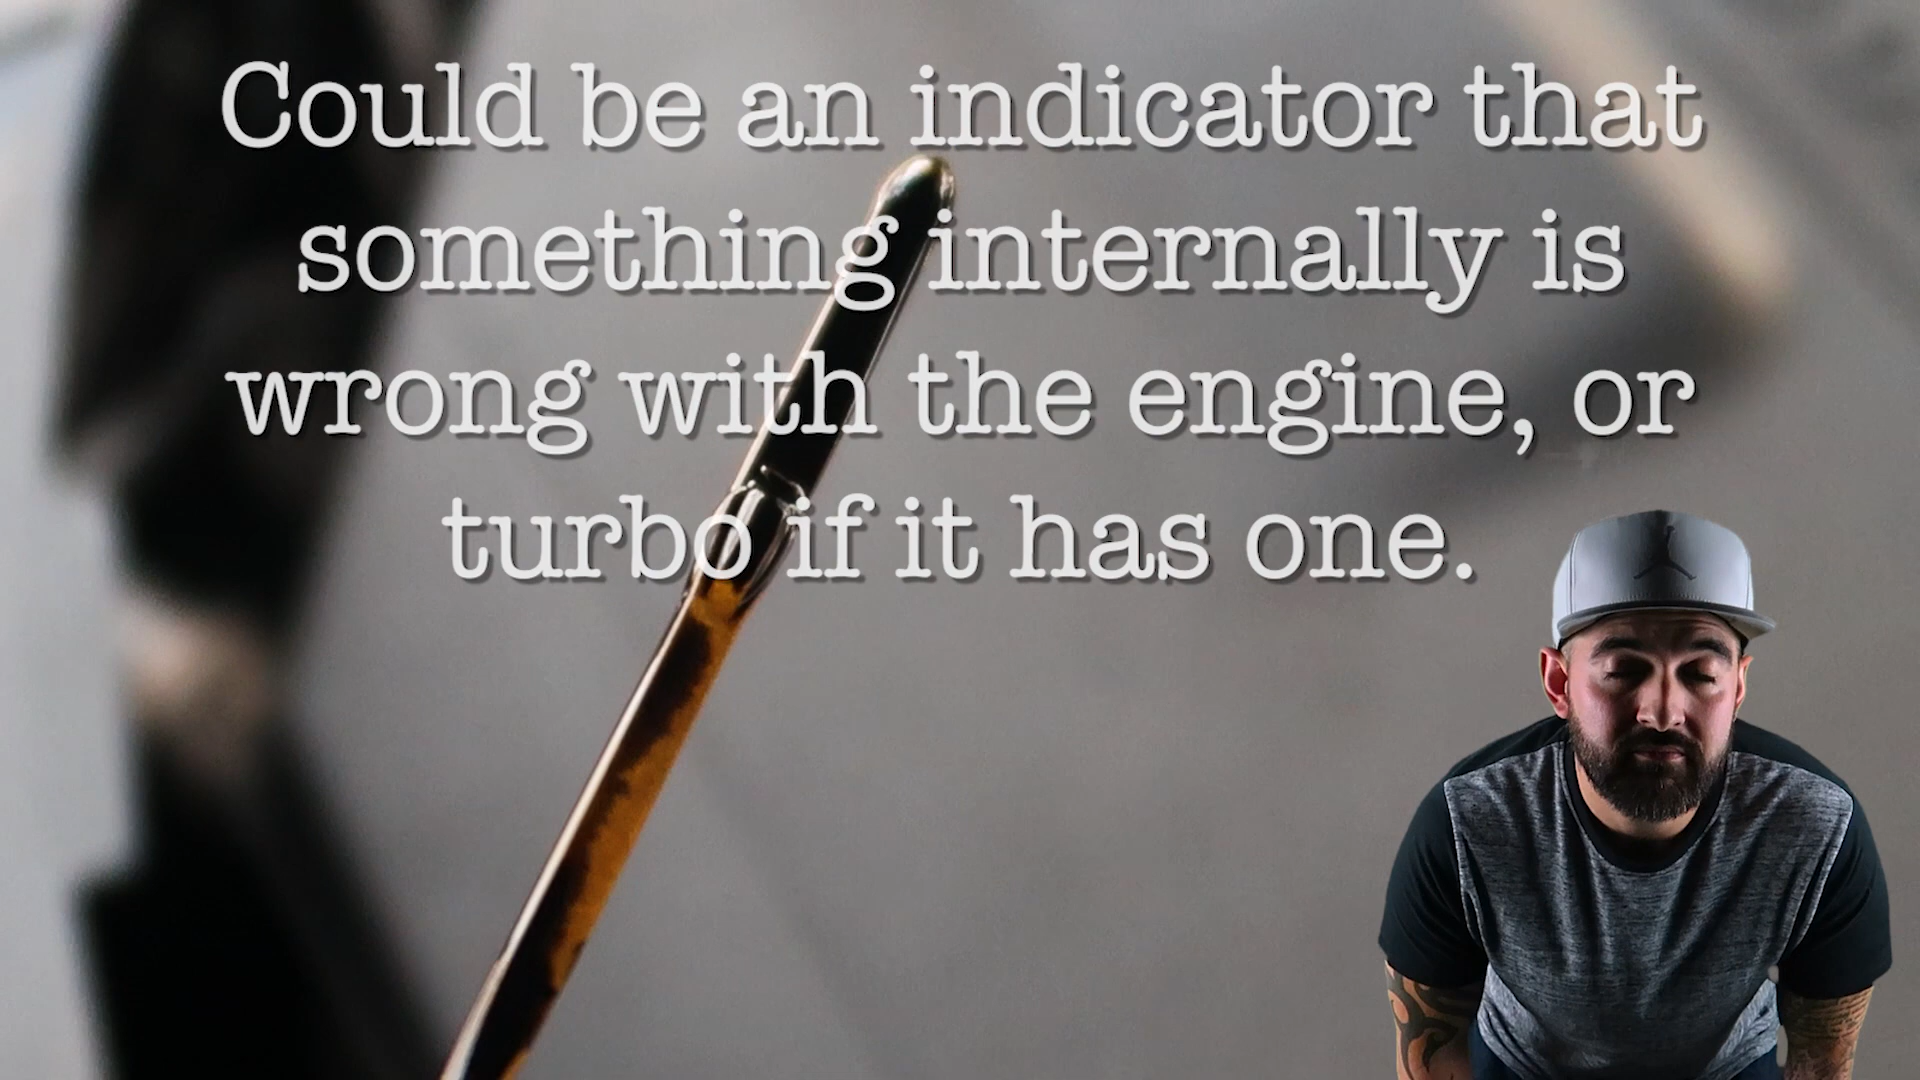 Could be an indicator that
something internally is
wrong with the engine, or
turbo if it has one.